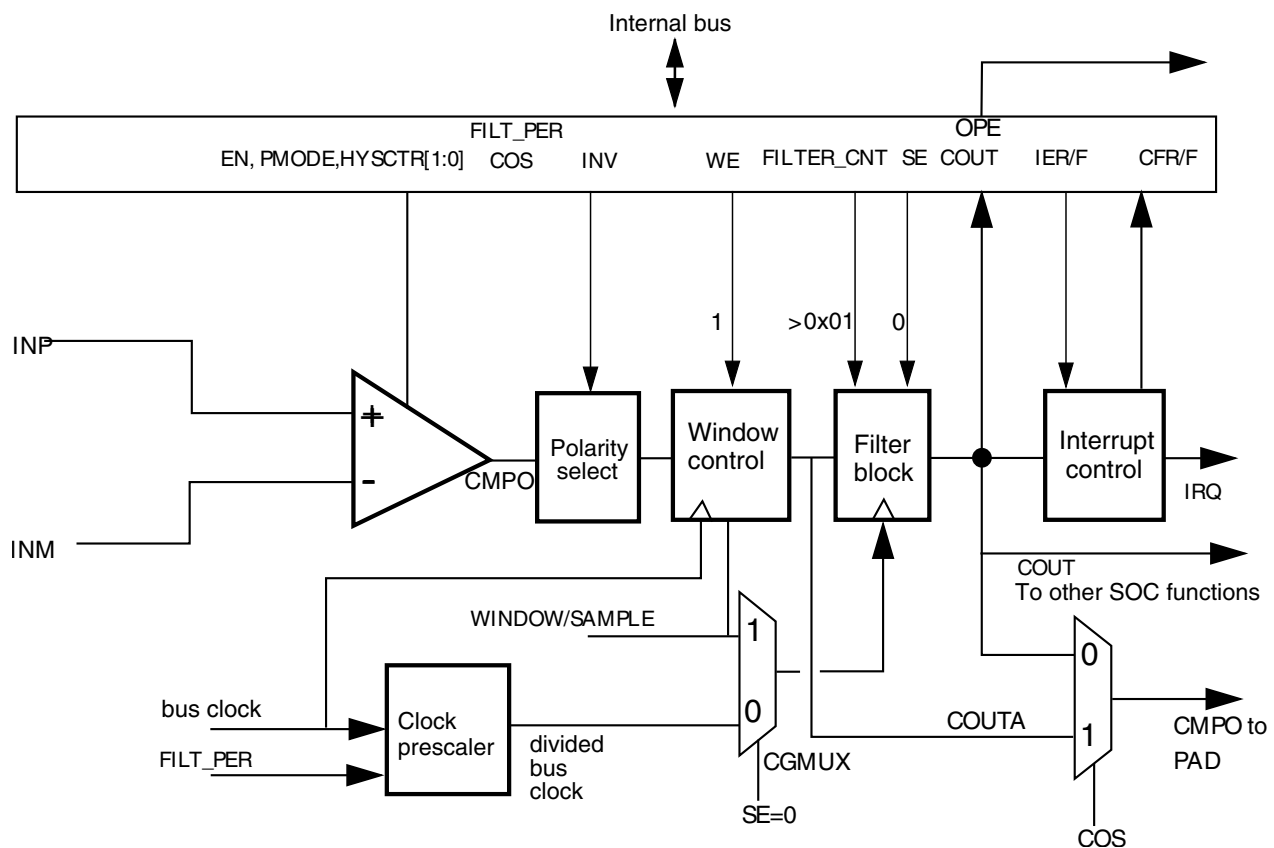 Internal bus
FILT_PER
OPE
EN, PMODE,HYSCTR[1:0]
COS
INV
WE
FILTER_CNT
SE
COUT
IER/F
CFR/F
1
>0x01
0
INP
+
-
CMPO
Polarity
select
Window
control
Filter
block
Interrupt
control
IRQ
INM
COUT
To other SOC functions
WINDOW/SAMPLE
1
0
0
1
bus clock
FILT_PER
Clock
prescaler
divided
bus
clock
CGMUX
SE=0
COUTA
CMPO to
PAD
COS